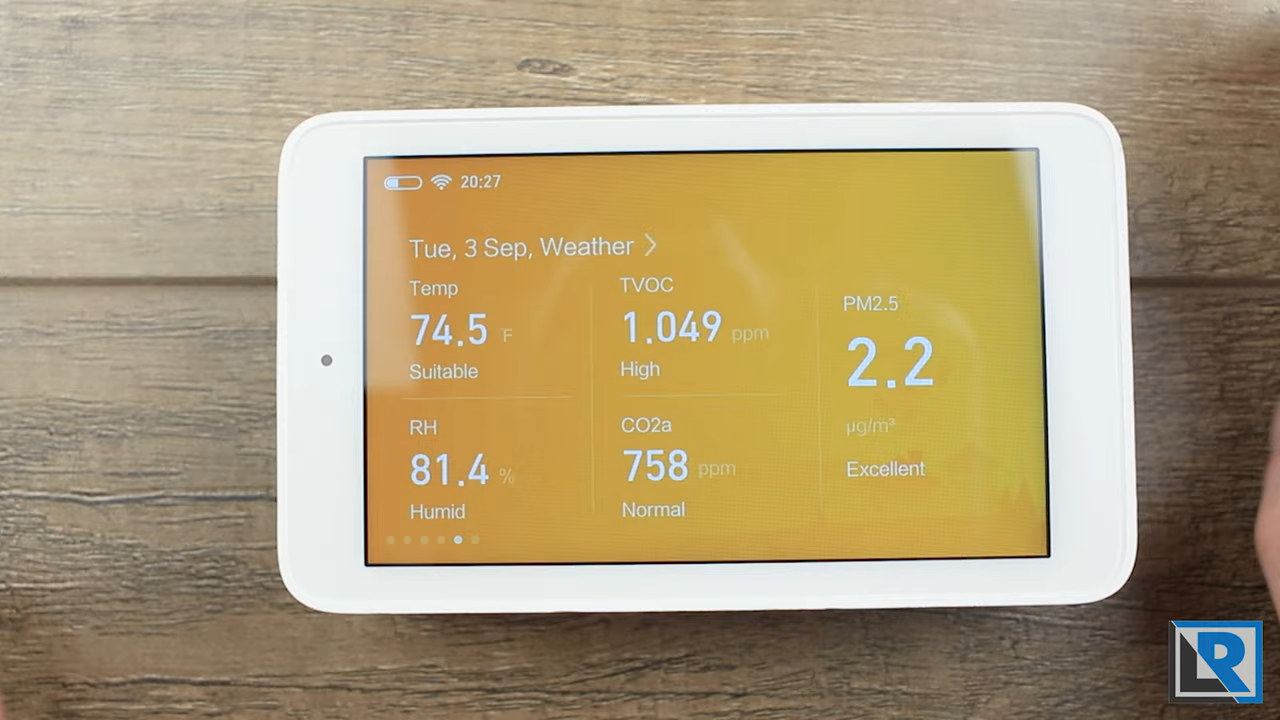 20:27
Tue, 3 Sep, Weather
Temp
74.5 °F
Suitable
TVOC
1.049 ppm
High
PM2.5
2.2
µg/m³
Excellent
RH
81.4 %
Humid
CO2a
758 ppm
Normal
LR